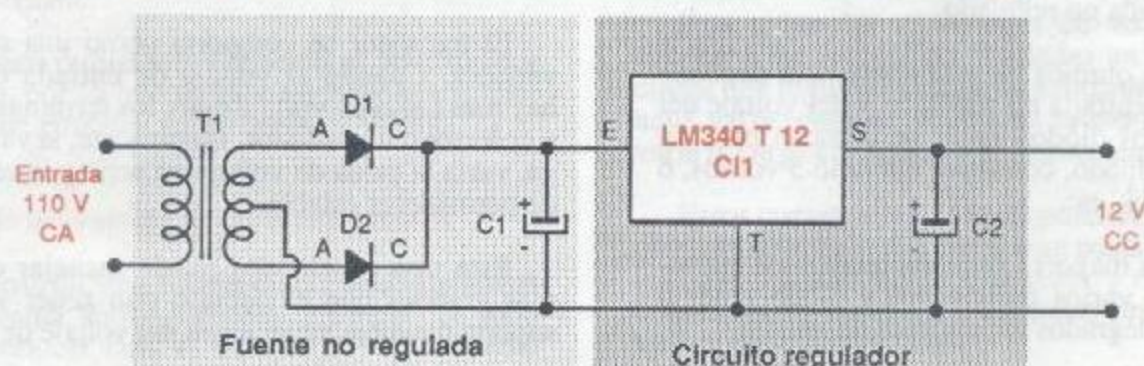 T1
D1
A
C
E
LM340 T 12
CI1
S
Entrada
110 V
CA
D2
A
C
C1
+
-
T
+
-
C2
12 V
CC
Fuente no regulada
Circuito regulador